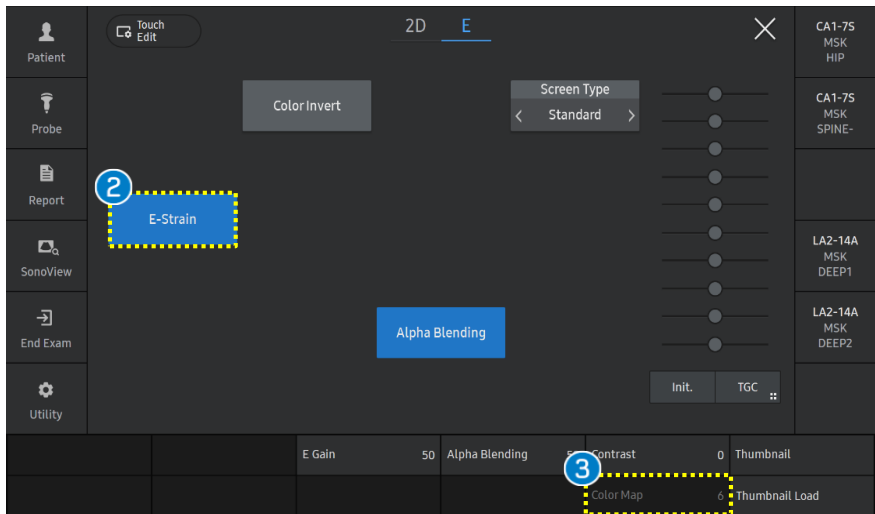 Patient
Touch
Edit
2D
E
CA1-7S
MSK
HIP
Probe
Color Invert
Screen Type
Standard
CA1-7S
MSK
SPINE-
Report
2
E-Strain
SonoView
LA2-14A
MSK
DEEP1
End Exam
Alpha Blending
LA2-14A
MSK
DEEP2
Utility
Init.
TGC
E Gain
50
Alpha Blending
Contrast
0
Thumbnail
3
Color Map
6
Thumbnail Load